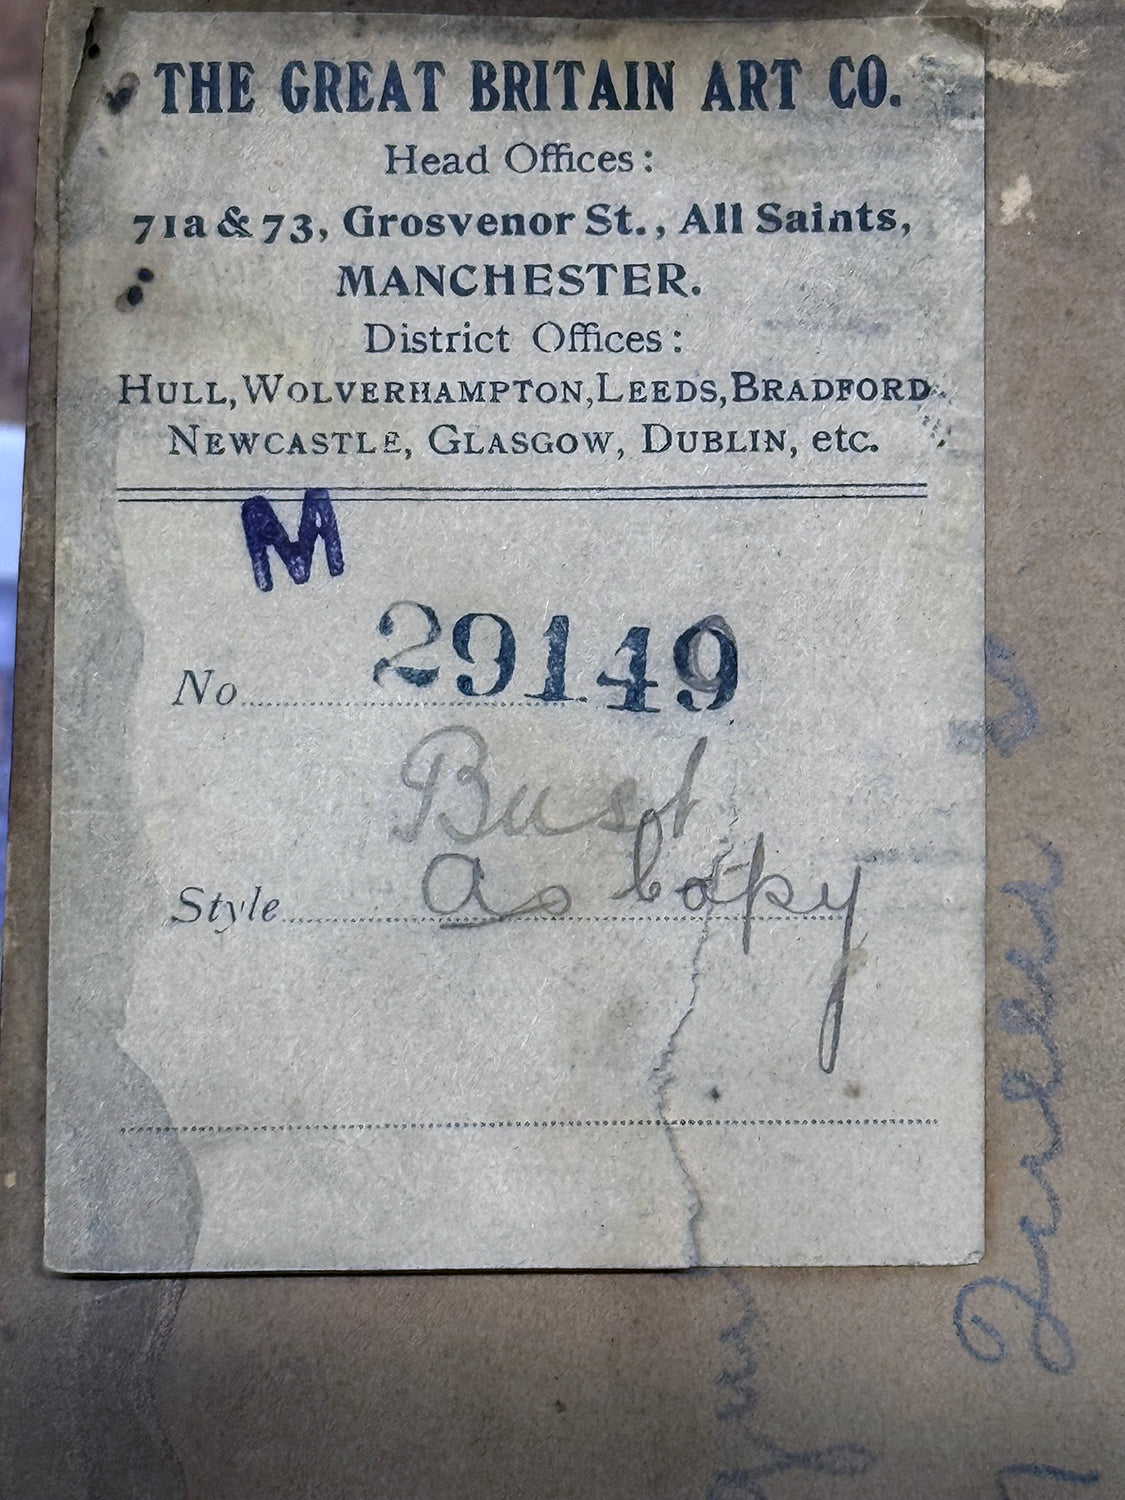 THE GREAT BRITAIN ART CO.
Head Offices:
71a & 73, Grosvenor St., All Saints,
MANCHESTER.
District Offices:
HULL, WOLVERHAMPTON, LEEDS, BRADFORD
NEWCASTLE, GLASGOW, DUBLIN, etc.
M
No. 29149
Bust
Style as copy